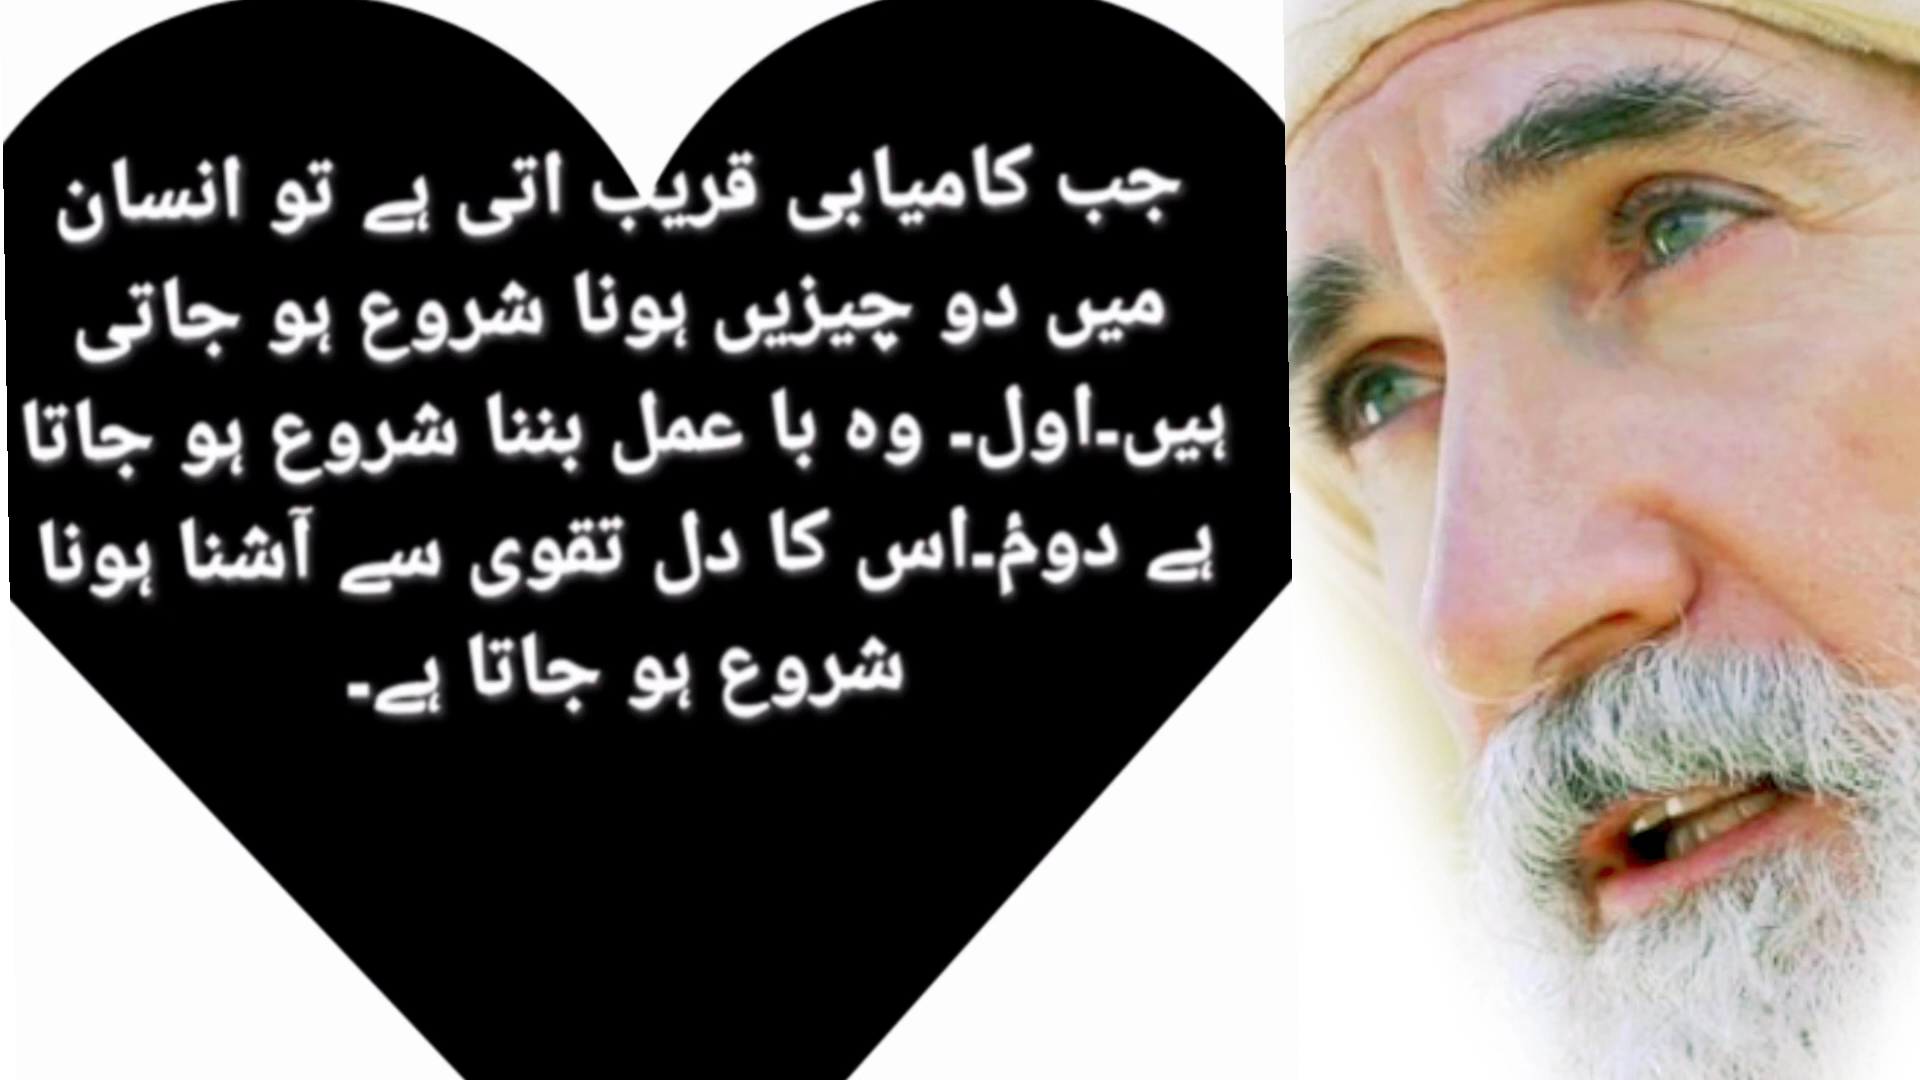 جب کامیابی قریب اتی ہے تو انسان
میں دو چیزیں ہونا شروع ہو جاتی
ہیں۔اول۔ وہ با عمل بننا شروع ہو جاتا
ہے دومٔ۔اس کا دل تقوی سے آشنا ہونا
شروع ہو جاتا ہے۔